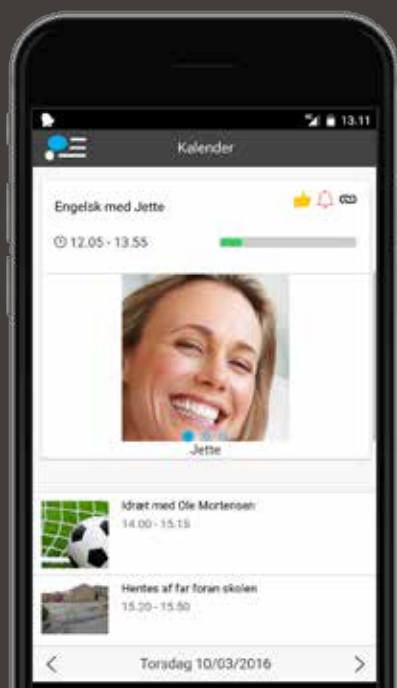 13.11
Kalender
Engelsk med Jette
12.05 - 13.55
Jette
Idræt med Ole Mortensen
14.00 - 15.15
Hentes af far foran skolen
15.20 - 15.50
Torsdag 10/03/2016